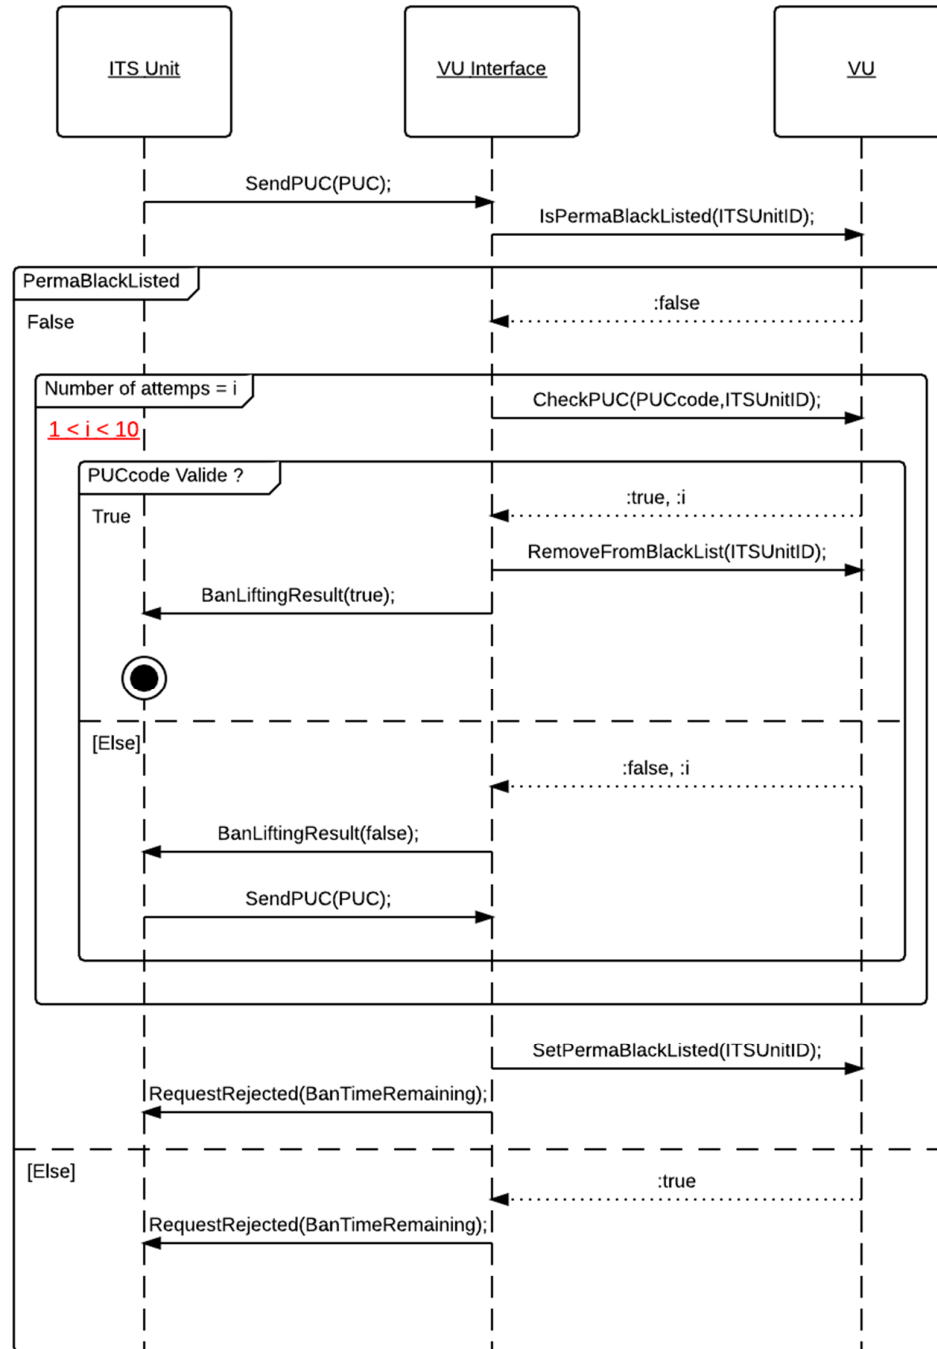 ITS Unit
VU Interface
VU
SendPUC(PUC);
IsPermaBlackListed(ITSUnitID);
PermaBlackListed
:false
False
Number of attemps = i
CheckPUC(PUCcode,ITSUnitID);
1 < i < 10
PUCcode Valide ?
:true, :i
True
RemoveFromBlackList(ITSUnitID);
BanLiftingResult(true);
[Else]
:false, :i
BanLiftingResult(false);
SendPUC(PUC);
SetPermaBlackListed(ITSUnitID);
RequestRejected(BanTimeRemaining);
[Else]
:true
RequestRejected(BanTimeRemaining);